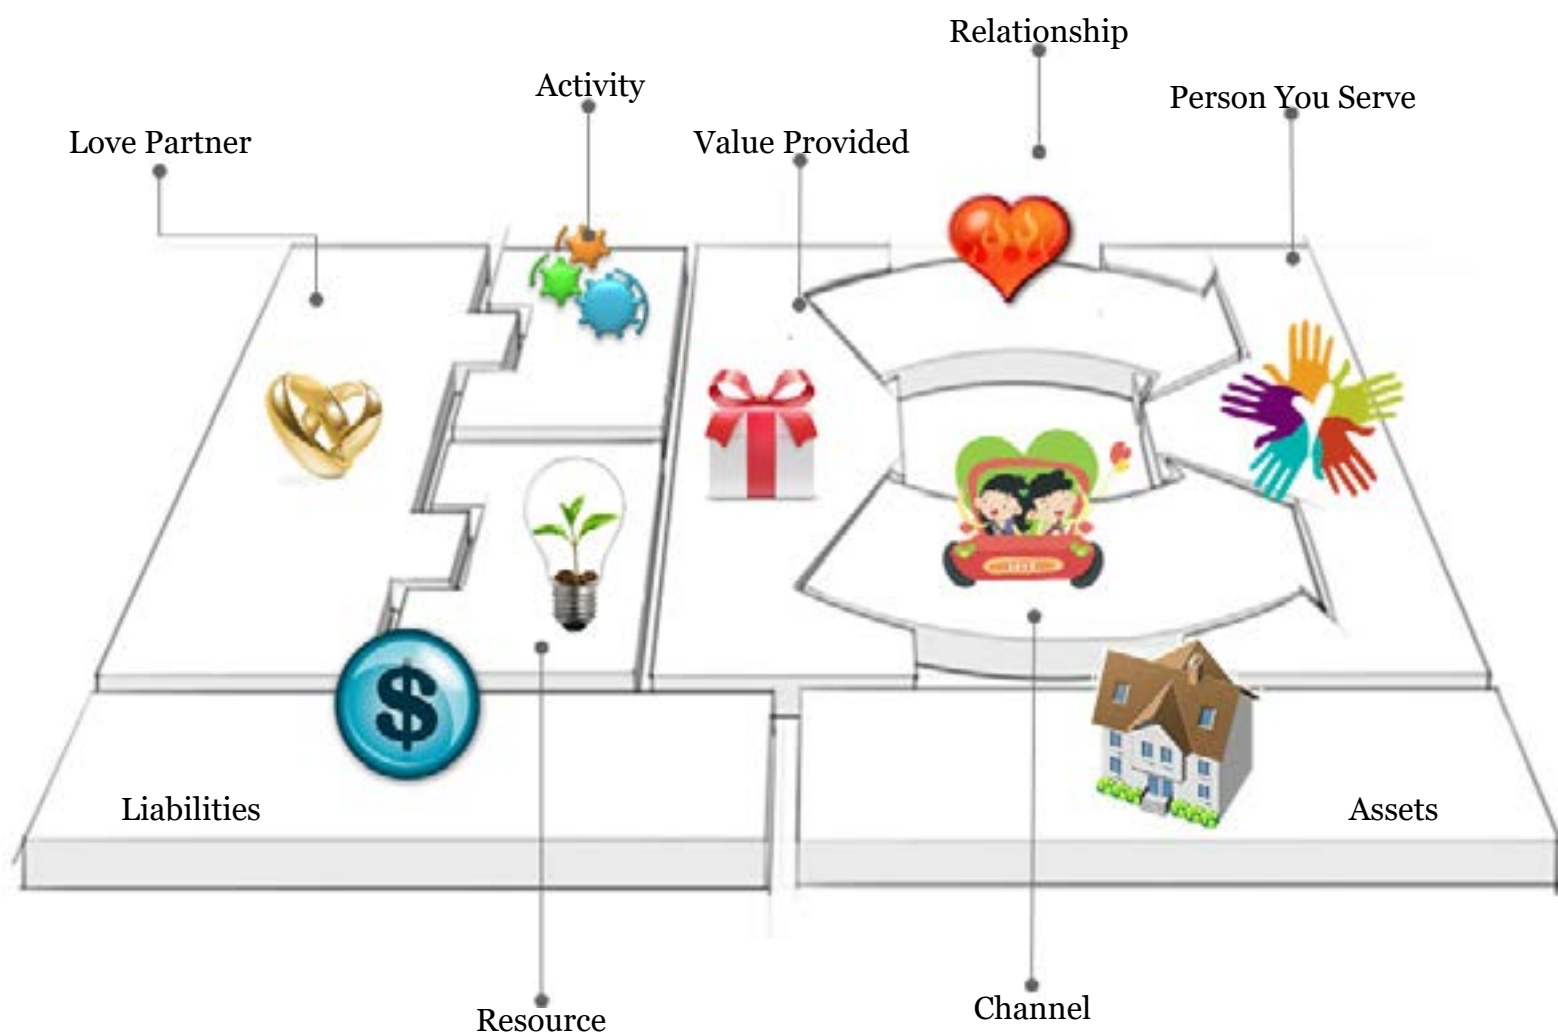 Relationship
Activity
Person You Serve
Love Partner
Value Provided
$
Liabilities
Assets
Resource
Channel